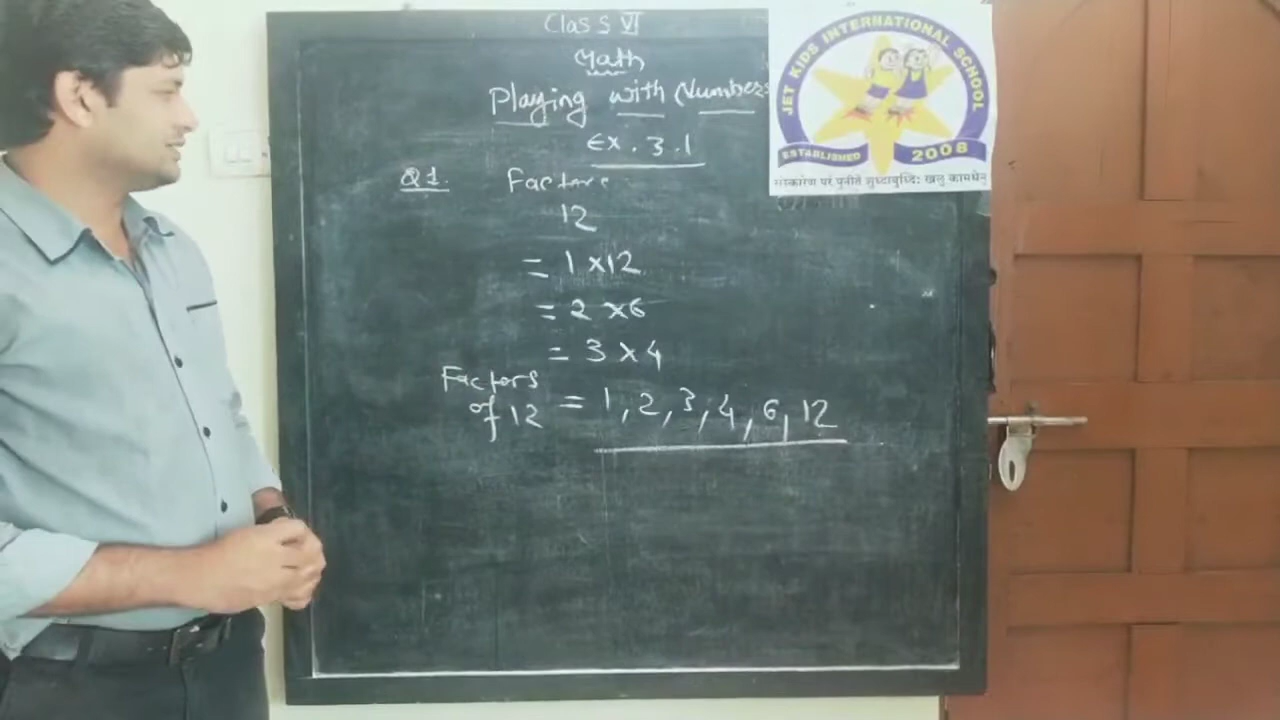 Class VI
Math
Playing with Numbers
Ex. 3.1
Q1. Factors
12
= 1 × 12
= 2 × 6
= 3 × 4
Factors
of 12 = 1, 2, 3, 4, 6, 12
JET KIDS INTERNATIONAL SCHOOL
ESTABLISHED 2008